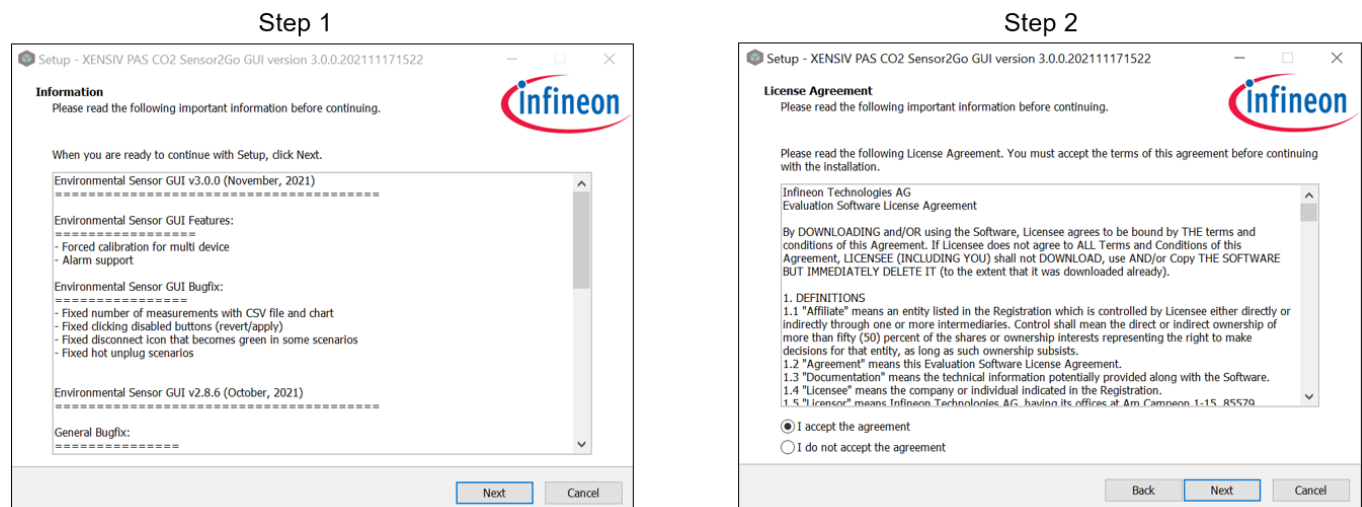 Step 1
Setup - XENSIV PAS CO2 Sensor2Go GUI version 3.0.0.202111171522
Information
Please read the following important information before continuing.
infineon
When you are ready to continue with Setup, click Next.
Environmental Sensor GUI v3.0.0 (November, 2021)
==========================================
Environmental Sensor GUI Features:
==================
- Forced calibration for multi device
- Alarm support
Environmental Sensor GUI Bugfix:
=================
- Fixed number of measurements with CSV file and chart
- Fixed clicking disabled buttons (revert/apply)
- Fixed disconnect icon that becomes green in some scenarios
- Fixed hot unplug scenarios
Environmental Sensor GUI v2.8.6 (October, 2021)
==========================================
General Bugfix:
================
Next
Cancel
Step 2
Setup - XENSIV PAS CO2 Sensor2Go GUI version 3.0.0.202111171522
License Agreement
Please read the following important information before continuing.
infineon
Please read the following License Agreement. You must accept the terms of this agreement before continuing
with the installation.
Infineon Technologies AG
Evaluation Software License Agreement
By DOWNLOADING and/OR using the Software, Licensee agrees to be bound by THE terms and
conditions of this Agreement. If Licensee does not agree to ALL Terms and Conditions of this
Agreement, LICENSEE (INCLUDING YOU) shall not DOWNLOAD, use AND/or Copy THE SOFTWARE
BUT IMMEDIATELY DELETE IT (to the extent that it was downloaded already).
1. DEFINITIONS
1.1 "Affiliate" means an entity listed in the Registration which is controlled by Licensee either directly or
indirectly through one or more intermediaries. Control shall mean the direct or indirect ownership of
more than fifty (50) percent of the shares or ownership interests representing the right to make
decisions for that entity, as long as such ownership subsists.
1.2 "Agreement" means this Evaluation Software License Agreement.
1.3 "Documentation" means the technical information potentially provided along with the Software.
1.4 "Licensee" means the company or individual indicated in the Registration.
1.5 "Licensor" means Infineon Technologies AG, having its offices at Am Campeon 1-15, 85579
I accept the agreement
I do not accept the agreement
Back
Next
Cancel